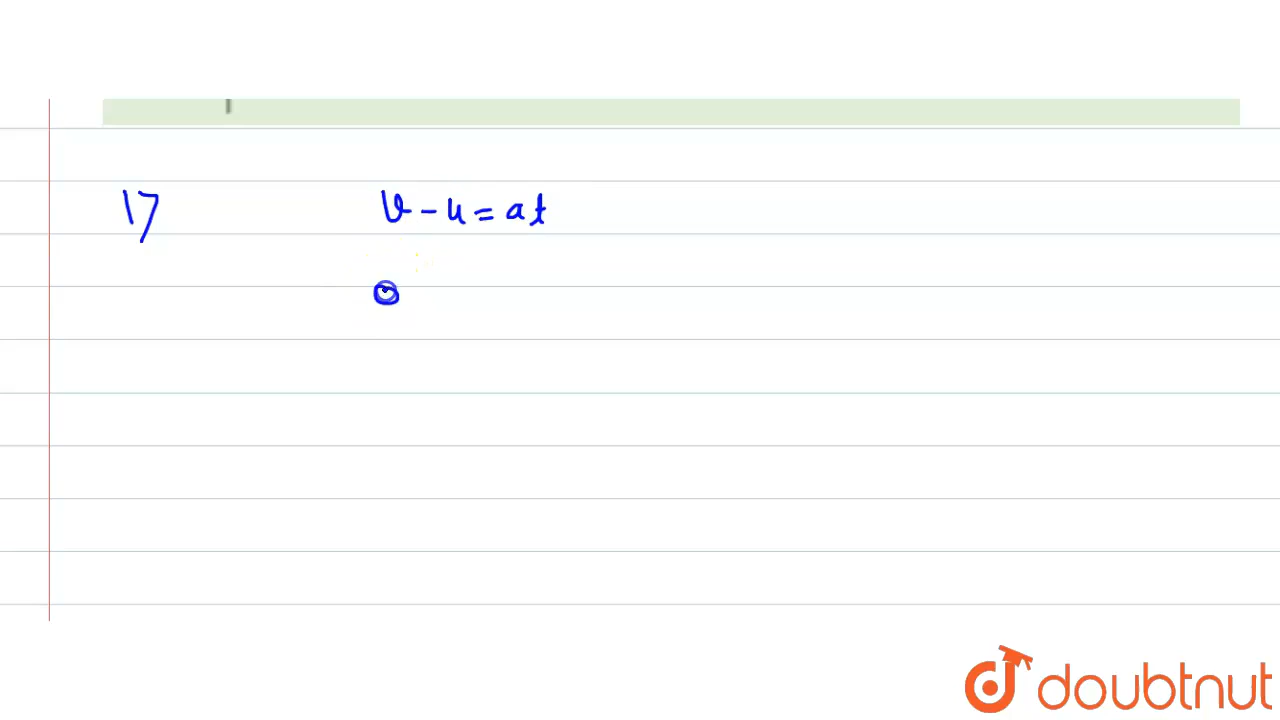 17 v - u = at
0
doubtnut